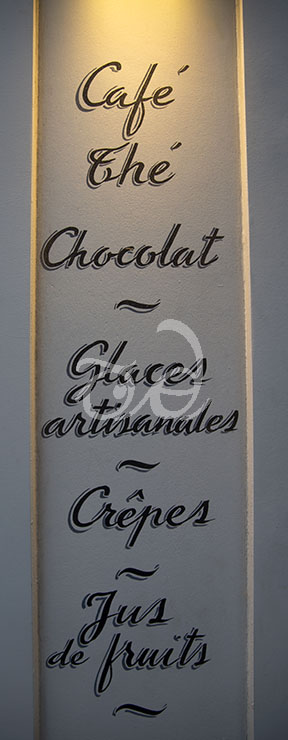 Café
Thé
Chocolat
~
Glaces
artisanales
~
Crêpes
~
Jus
de fruits
~